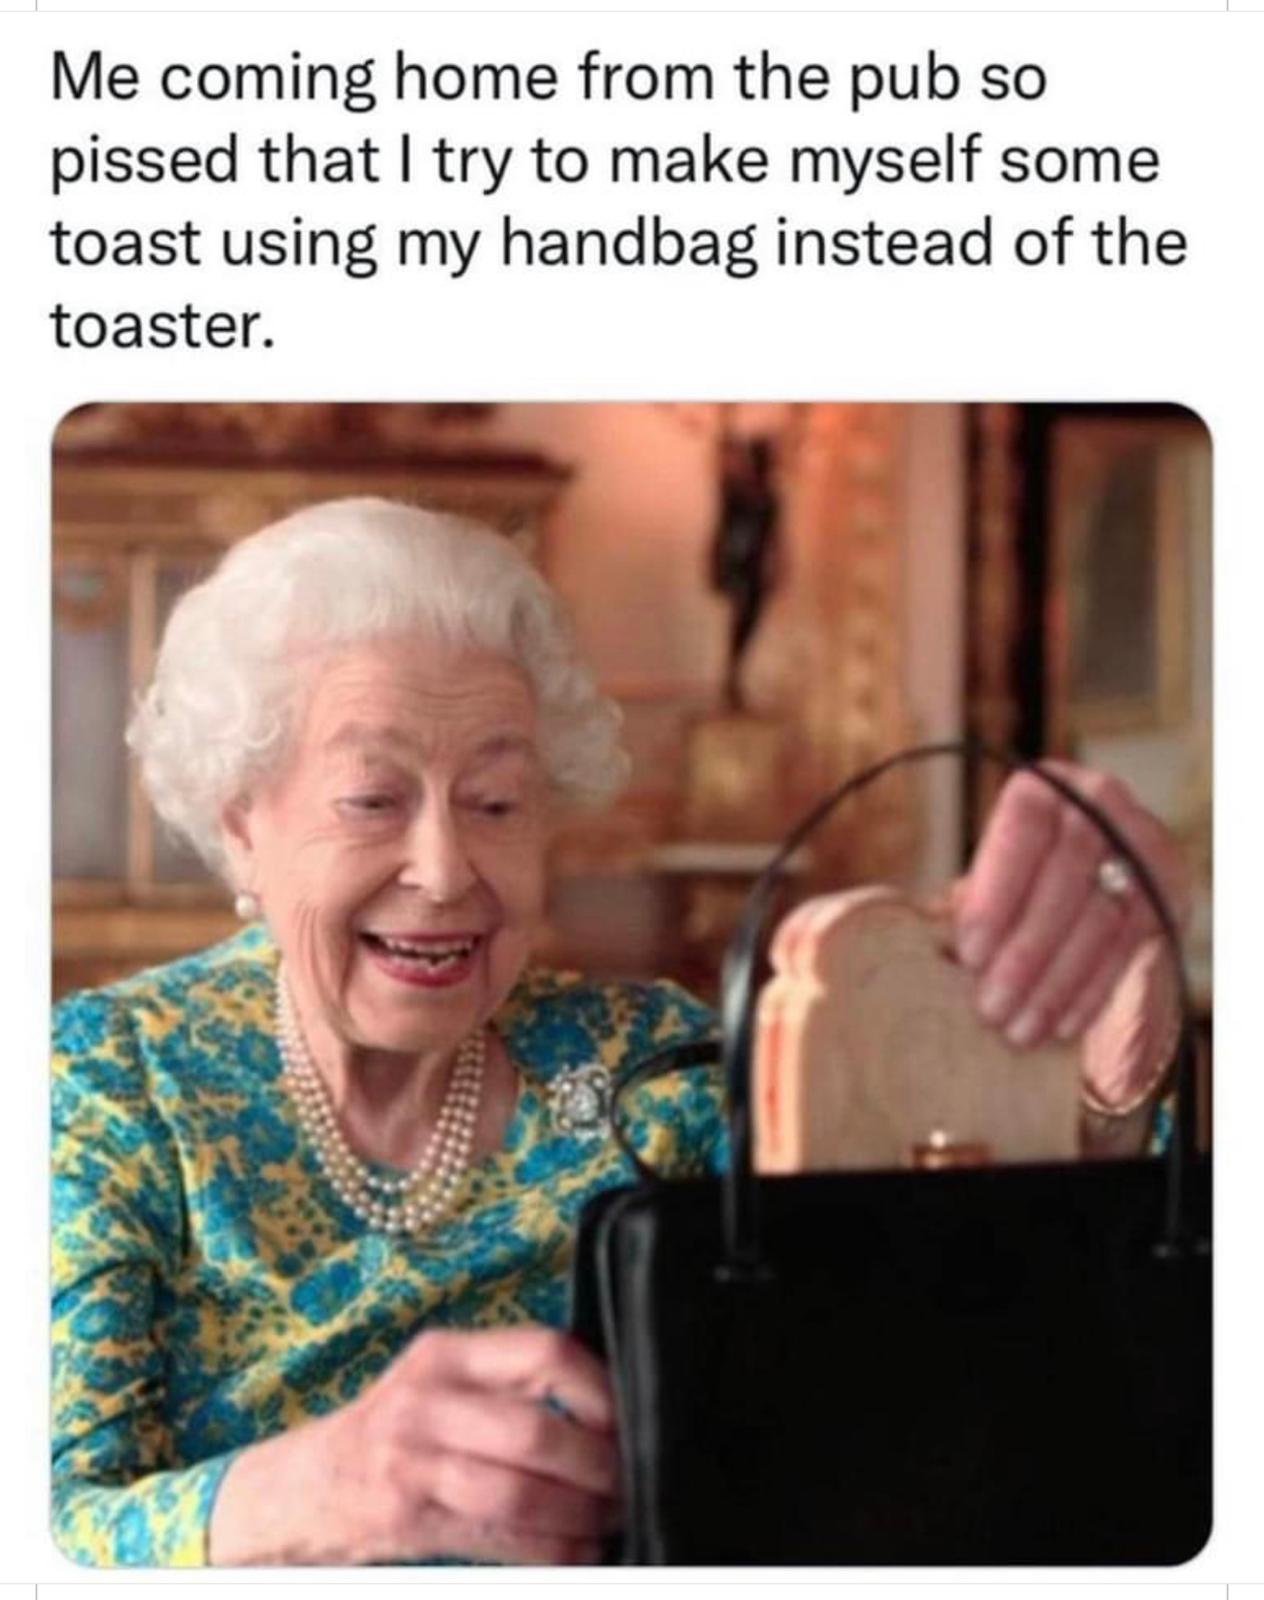 Me coming home from the pub so
pissed that I try to make myself some
toast using my handbag instead of the
toaster.